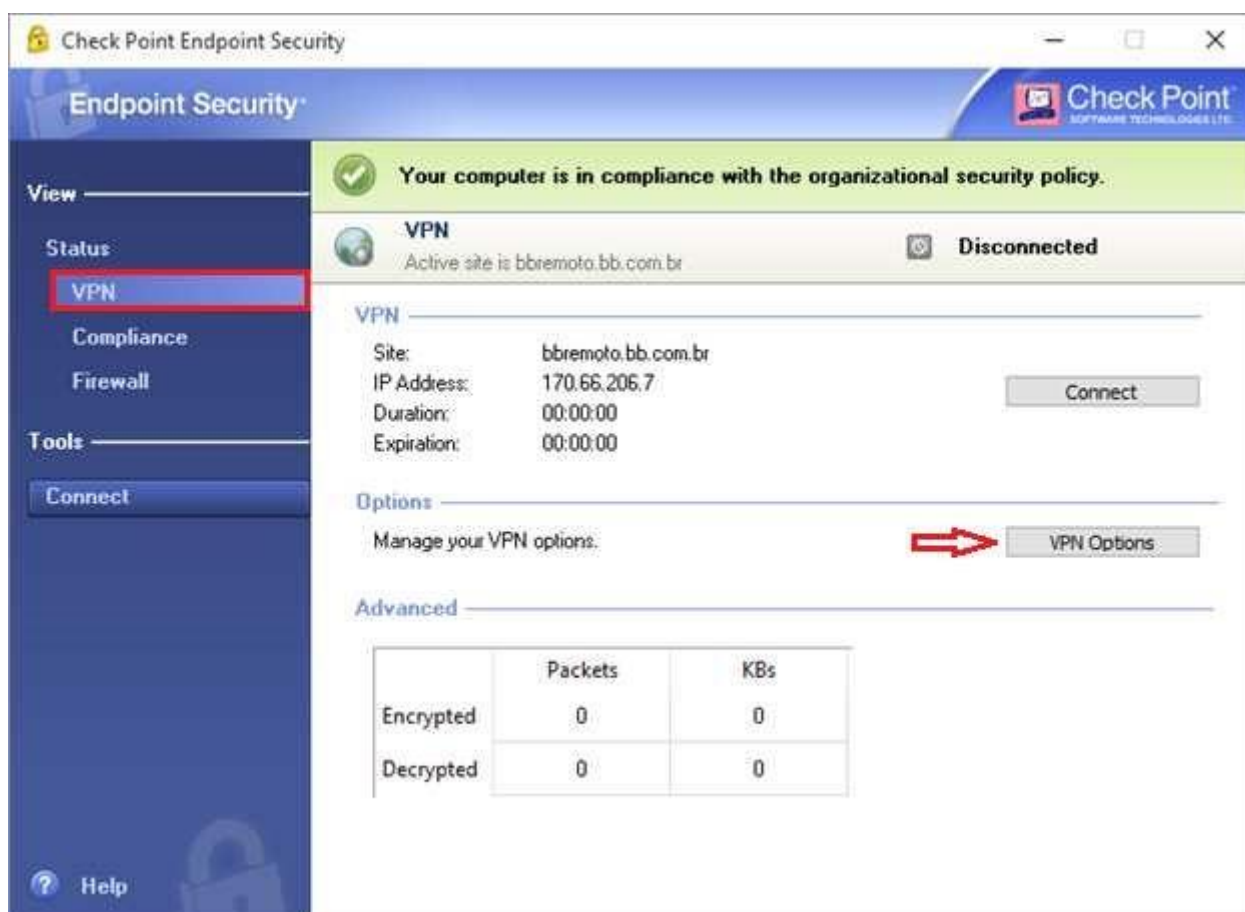 Check Point Endpoint Security
Endpoint Security
Check Point
SOFTWARE TECHNOLOGIES LTD.
View
Status
VPN
Compliance
Firewall
Tools
Connect
Help
Your computer is in compliance with the organizational security policy.
VPN
Active site is bbremoto.bb.com.br
Disconnected
VPN
Site: bbremoto.bb.com.br
IP Address: 170.66.206.7
Duration: 00:00:00
Expiration: 00:00:00
Connect
Options
Manage your VPN options.
VPN Options
Advanced
Packets KBs
Encrypted 0 0
Decrypted 0 0